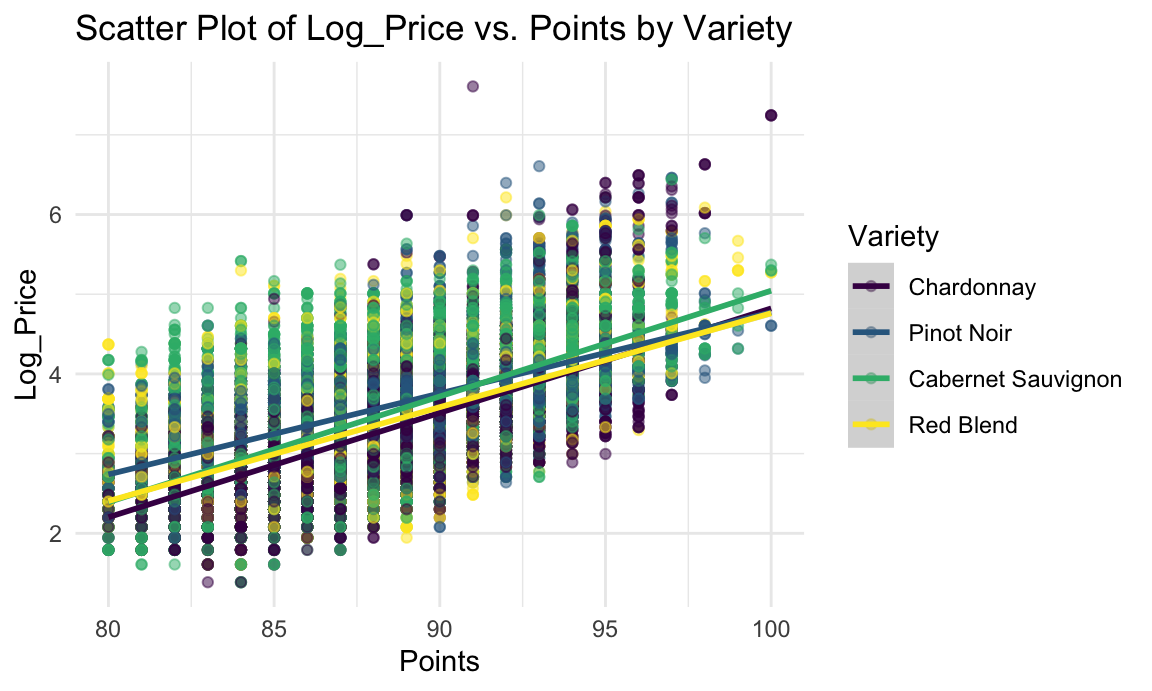 Scatter Plot of Log_Price vs. Points by Variety
Log_Price
6
4
2
80
85
90
95
100
Points
Variety
Chardonnay
Pinot Noir
Cabernet Sauvignon
Red Blend